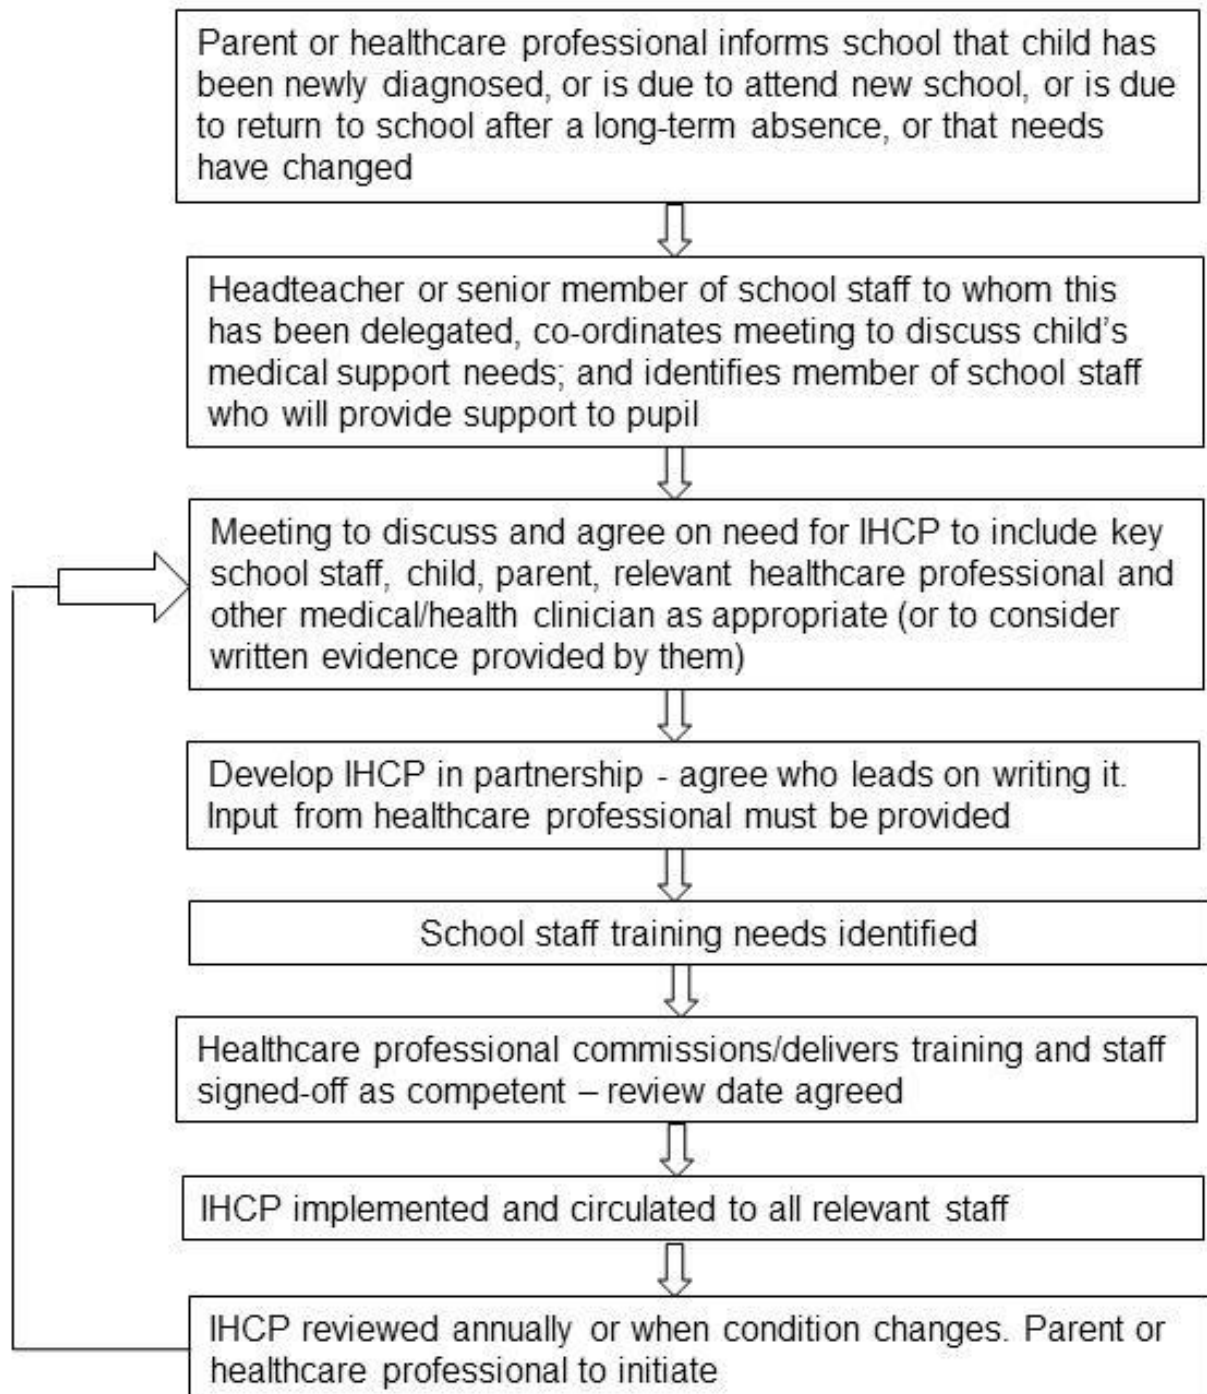 Parent or healthcare professional informs school that child has
been newly diagnosed, or is due to attend new school, or is due
to return to school after a long-term absence, or that needs
have changed
Headteacher or senior member of school staff to whom this
has been delegated, co-ordinates meeting to discuss child's
medical support needs; and identifies member of school staff
who will provide support to pupil
Meeting to discuss and agree on need for IHCP to include key
school staff, child, parent, relevant healthcare professional and
other medical/health clinician as appropriate (or to consider
written evidence provided by them)
Develop IHCP in partnership - agree who leads on writing it.
Input from healthcare professional must be provided
School staff training needs identified
Healthcare professional commissions/delivers training and staff
signed-off as competent – review date agreed
IHCP implemented and circulated to all relevant staff
IHCP reviewed annually or when condition changes. Parent or
healthcare professional to initiate